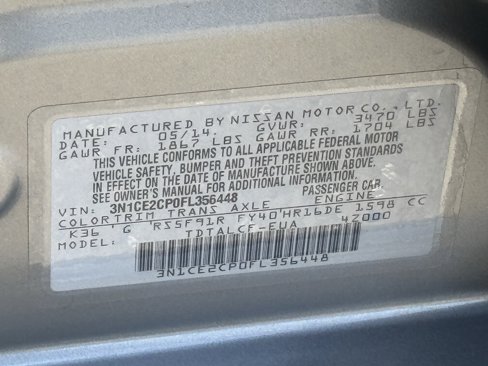 MANUFACTURED BY NISSAN MOTOR CO., LTD.
DATE: 05/14. GVWR: 3470 LBS
GAWR FR: 1867 LBS GAWR RR: 1704 LBS
THIS VEHICLE CONFORMS TO ALL APPLICABLE FEDERAL MOTOR
VEHICLE SAFETY, BUMPER AND THEFT PREVENTION STANDARDS
IN EFFECT ON THE DATE OF MANUFACTURE SHOWN ABOVE.
SEE OWNER'S MANUAL FOR ADDITIONAL INFORMATION.
VIN: 3N1CE2CP0FL356448 PASSENGER CAR.
COLOR TRIM TRANS AXLE ENGINE
K36 G RS5F91R FY40 HR16DE 1598 CC
MODEL: TDTALCF-EUA 42000
3N1CE2CP0FL356448